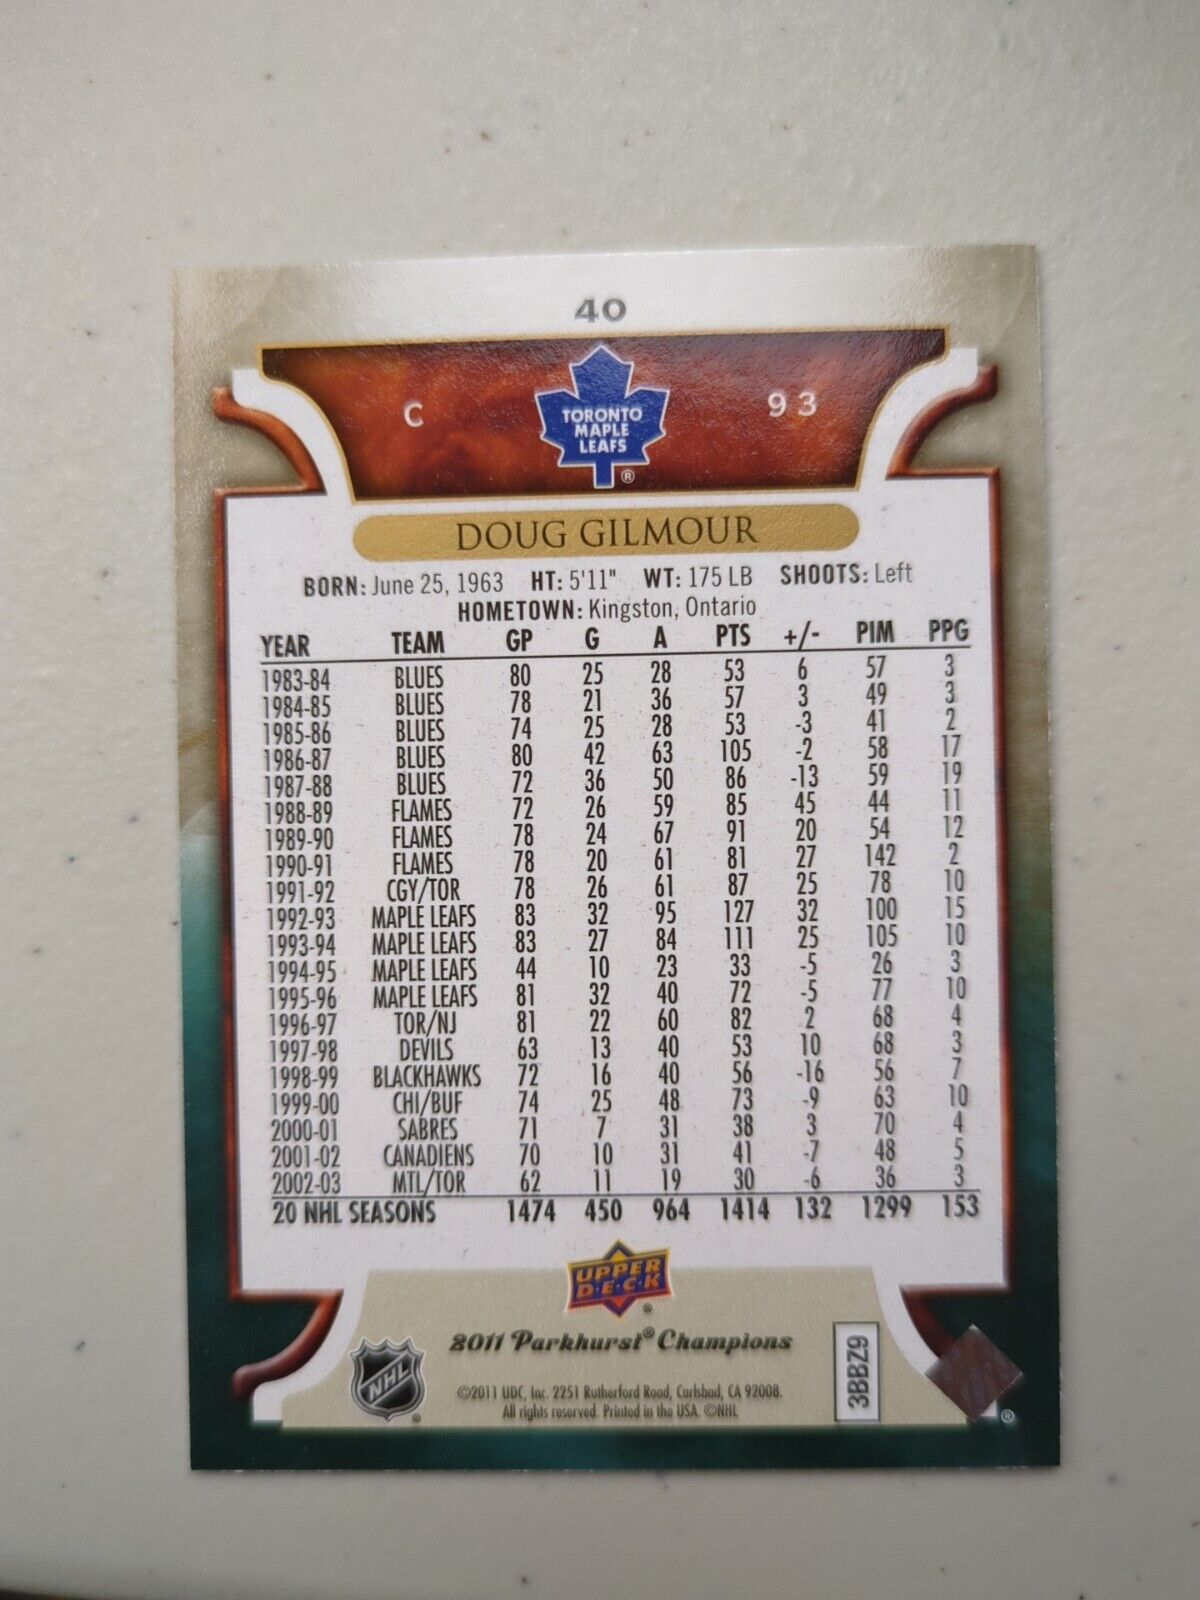 40
C 93
TORONTO
MAPLE
LEAFS
®
DOUG GILMOUR
BORN: June 25, 1963 HT: 5'11" WT: 175 LB SHOOTS: Left
HOMETOWN: Kingston, Ontario
YEAR TEAM GP G A PTS +/- PIM PPG
1983-84 BLUES 80 25 28 53 6 57 3
1984-85 BLUES 78 21 36 57 3 49 3
1985-86 BLUES 74 25 28 53 -3 41 2
1986-87 BLUES 80 42 63 105 -2 58 17
1987-88 BLUES 72 36 50 86 -13 59 19
1988-89 FLAMES 72 26 59 85 45 44 11
1989-90 FLAMES 78 24 67 91 20 54 12
1990-91 FLAMES 78 20 61 81 27 142 2
1991-92 CGY/TOR 78 26 61 87 25 78 10
1992-93 MAPLE LEAFS 83 32 95 127 32 100 15
1993-94 MAPLE LEAFS 83 27 84 111 25 105 10
1994-95 MAPLE LEAFS 44 10 23 33 -5 26 3
1995-96 MAPLE LEAFS 81 32 40 72 -5 77 10
1996-97 TOR/NJ 81 22 60 82 2 68 4
1997-98 DEVILS 63 13 40 53 10 68 3
1998-99 BLACKHAWKS 72 16 40 56 -16 56 7
1999-00 CHI/BUF 74 25 48 73 -9 63 10
2000-01 SABRES 71 7 31 38 3 70 4
2001-02 CANADIENS 70 10 31 41 -7 48 5
2002-03 MTL/TOR 62 11 19 30 -6 36 3
20 NHL SEASONS 1474 450 964 1414 132 1299 153
UPPER
D·E·C·K
®
2011 Parkhurst® Champions
NHL
®
©2011 UDC, Inc. 2251 Rutherford Road, Carlsbad, CA 92008.
All rights reserved. Printed in the USA. ©NHL
3BBZ9
®